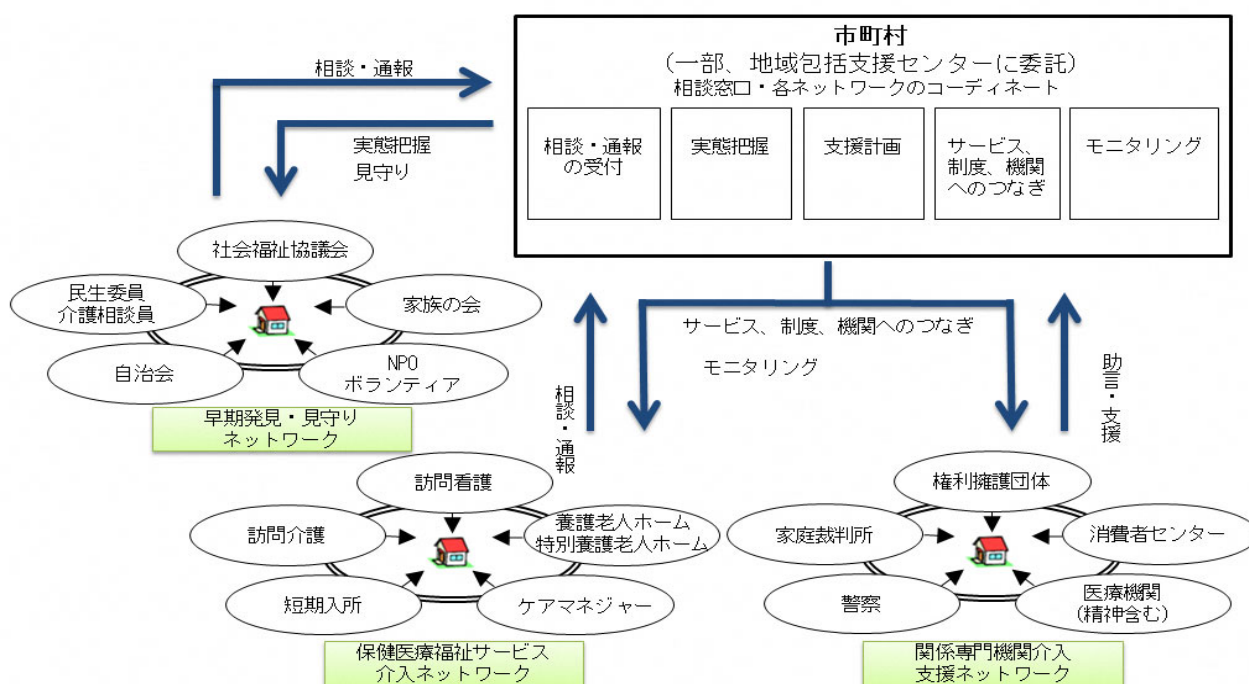 市町村
（一部、地域包括支援センターに委託）
相談窓口・各ネットワークのコーディネート
相談・通報
の受付
実態把握
支援計画
サービス、
制度、機関
へのつなぎ
モニタリング
相談・通報
実態把握
見守り
社会福祉協議会
民生委員
介護相談員
家族の会
自治会
NPO
ボランティア
早期発見・見守り
ネットワーク
サービス、制度、機関へのつなぎ
モニタリング
相談・通報
助言・支援
訪問看護
訪問介護
養護老人ホーム
特別養護老人ホーム
短期入所
ケアマネジャー
保健医療福祉サービス
介入ネットワーク
権利擁護団体
家庭裁判所
消費者センター
警察
医療機関
(精神含む)
関係専門機関介入
支援ネットワーク